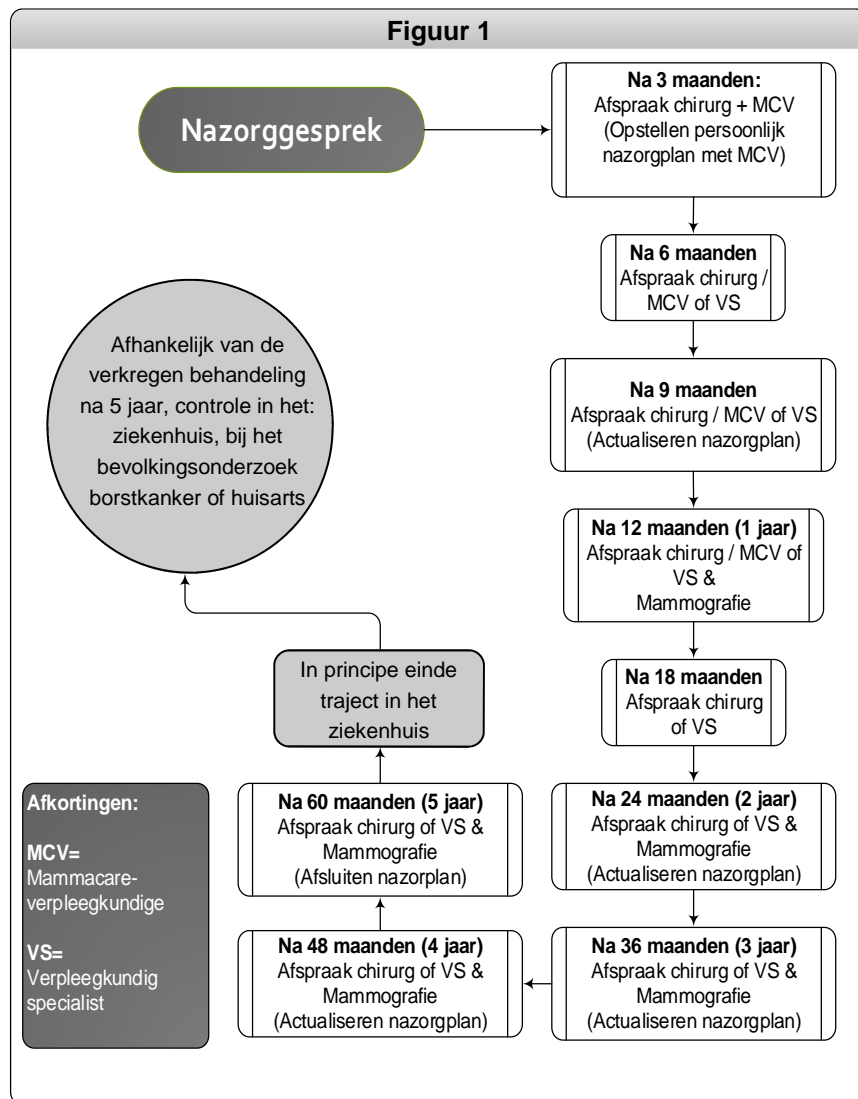 Figuur 1
Nazorggesprek
Na 3 maanden:
Afspraak chirurg + MCV
(Opstellen persoonlijk
nazorgplan met MCV)
Na 6 maanden
Afspraak chirurg /
MCV of VS
Na 9 maanden
Afspraak chirurg / MCV of VS
(Actualiseren nazorgplan)
Na 12 maanden (1 jaar)
Afspraak chirurg / MCV of
VS &
Mammografie
Na 18 maanden
Afspraak chirurg
of VS
Na 24 maanden (2 jaar)
Afspraak chirurg of VS &
Mammografie
(Actualiseren nazorgplan)
Na 36 maanden (3 jaar)
Afspraak chirurg of VS &
Mammografie
(Actualiseren nazorgplan)
Na 48 maanden (4 jaar)
Afspraak chirurg of VS &
Mammografie
(Actualiseren nazorgplan)
Na 60 maanden (5 jaar)
Afspraak chirurg of VS &
Mammografie
(Afsluiten nazorplan)
In principe einde
traject in het
ziekenhuis
Afhankelijk van de
verkregen behandeling
na 5 jaar, controle in het:
ziekenhuis, bij het
bevolkingsonderzoek
borstkanker of huisarts
Afkortingen:
MCV=
Mammacare-
verpleegkundige
VS=
Verpleegkundig
specialist